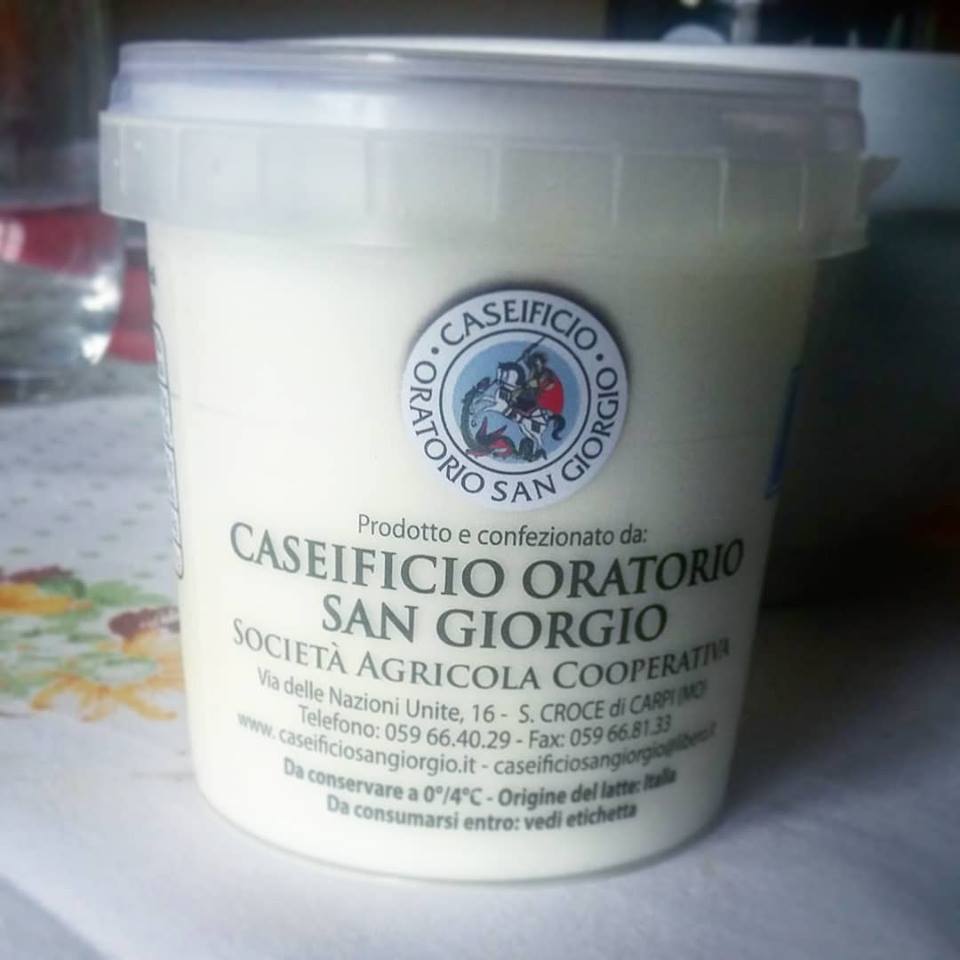 CASEIFICIO
ORATORIO SAN GIORGIO
Prodotto e confezionato da:
CASEIFICIO ORATORIO
SAN GIORGIO
SOCIETÀ AGRICOLA COOPERATIVA
Via delle Nazioni Unite, 16 - S. CROCE di CARPI (MO)
Telefono: 059 66.40.29 - Fax: 059 66.81.33
www.caseificiosangiorgio.it - caseificiosangiorgio@libero.it
Da conservare a 0°/4°C - Origine del latte: Italia
Da consumarsi entro: vedi etichetta